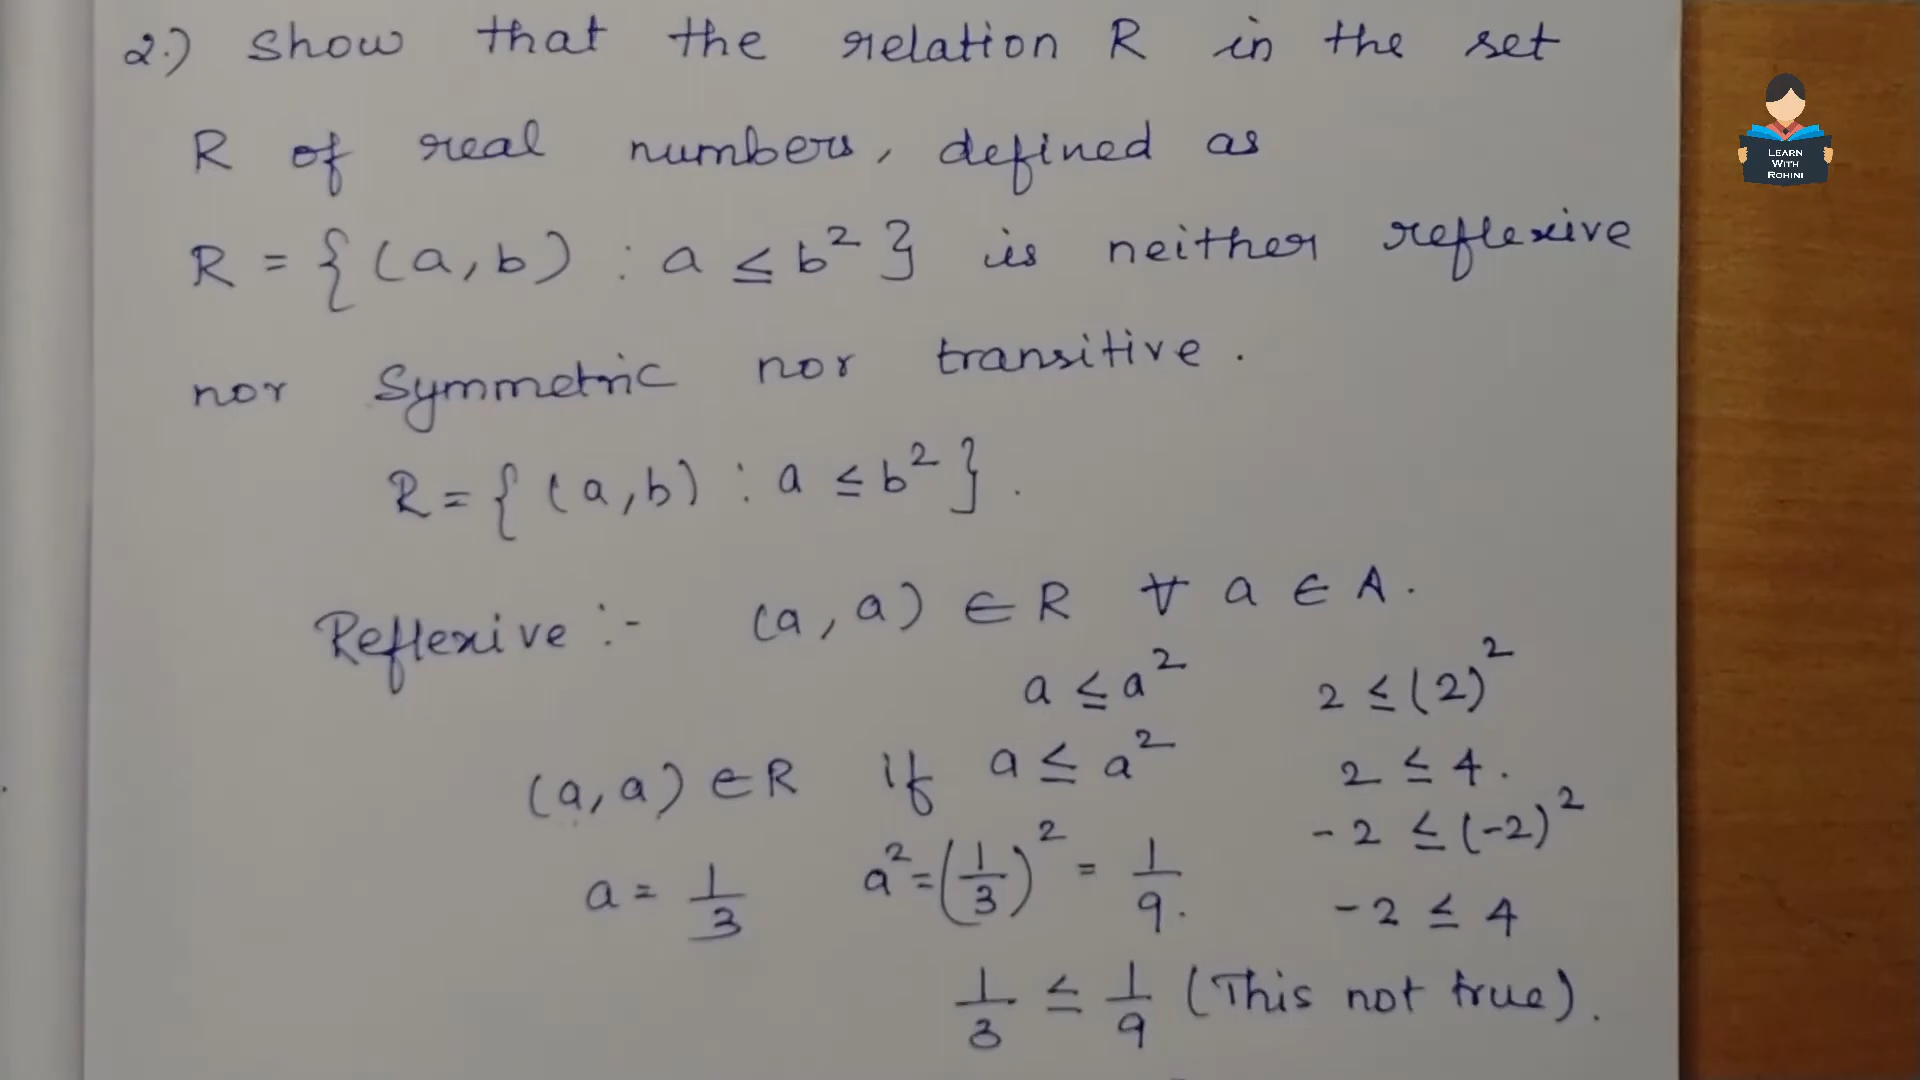 2.) Show that the relation R in the set
R of real numbers, defined as
R = { (a, b) : a ≤ b² } is neither reflexive
nor Symmetric nor transitive.
R = { (a, b) : a ≤ b² }.
Reflexive :- (a, a) ∈ R ∀ a ∈ A.
a ≤ a² 2 ≤ (2)²
(a, a) ∈ R if a ≤ a² 2 ≤ 4.
-2 ≤ (-2)²
a = 1/3 a² = (1/3)² = 1/9. -2 ≤ 4
1/3 ≤ 1/9 (This not true).
LEARN
With
Rohini